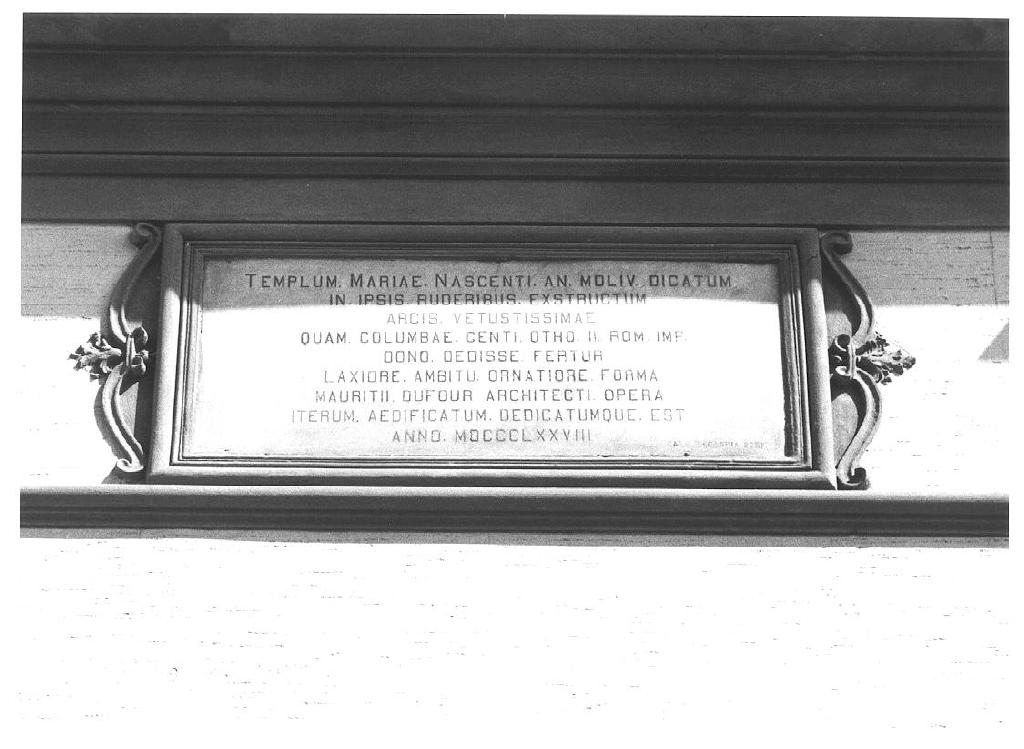 TEMPLUM. MARIAE. NASCENTI. AN. MDLIV. DICATUM
IN. IPSIS. RUDERIBUS. EXSTRUCTUM
ARCIS. VETUSTISSIMAE
QUAM. COLUMBAE. GENTI. OTHO. II. ROM. IMP.
DONO. DEDISSE. FERTUR
LAXIORE. AMBITU. ORNATIORE. FORMA
MAURITII. DUFOUR ARCHITECTI. OPERA
ITERUM. AEDIFICATUM. DEDICATUMQUE. EST
ANNO. MDCCCLXXVIII